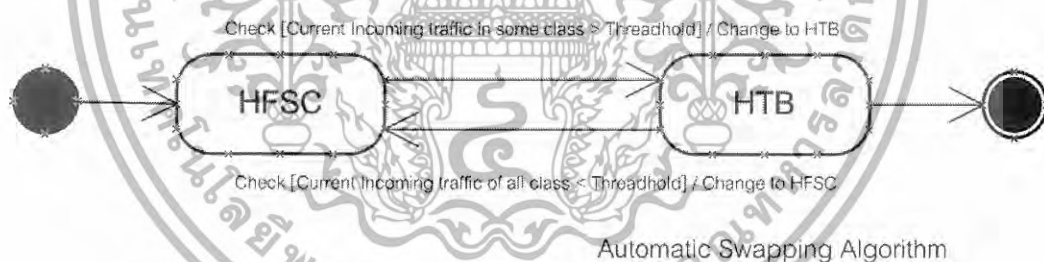 Check [Current Incoming traffic in some class > Threadhold] / Change to HTB
HFSC
HTB
Check [Current Incoming traffic of all class < Threadhold] / Change to HFSC
Automatic Swapping Algorithm